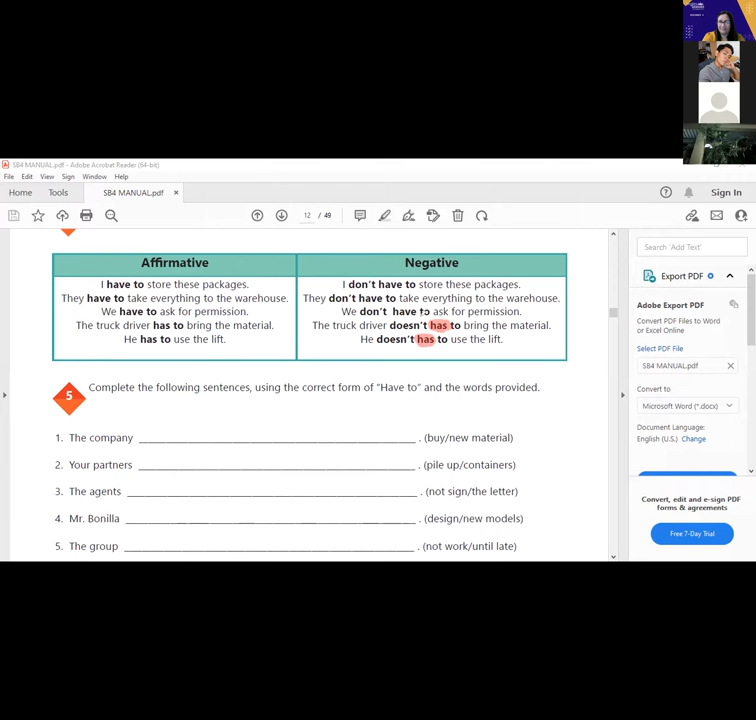 SB4 MANUAL.pdf - Adobe Acrobat Reader (64-bit)
File Edit View Sign Window Help
Home Tools SB4 MANUAL.pdf × Sign In
12 / 49
Affirmative Negative
I have to store these packages. I don't have to store these packages.
They have to take everything to the warehouse. They don't have to take everything to the warehouse.
We have to ask for permission. We don't have to ask for permission.
The truck driver has to bring the material. The truck driver doesn't has to bring the material.
He has to use the lift. He doesn't has to use the lift.
5 Complete the following sentences, using the correct form of "Have to" and the words provided.
1. The company ____ . (buy/new material)
2. Your partners ____ . (pile up/containers)
3. The agents ____ . (not sign/the letter)
4. Mr. Bonilla ____ . (design/new models)
5. The group ____ . (not work/until late)
Search 'Add Text'
Export PDF
Adobe Export PDF
Convert PDF Files to Word
or Excel Online
Select PDF File
SB4 MANUAL.pdf ×
Convert to
Microsoft Word (*.docx)
Document Language:
English (U.S.) Change
Convert, edit and e-sign PDF
forms & agreements
Free 7-Day Trial